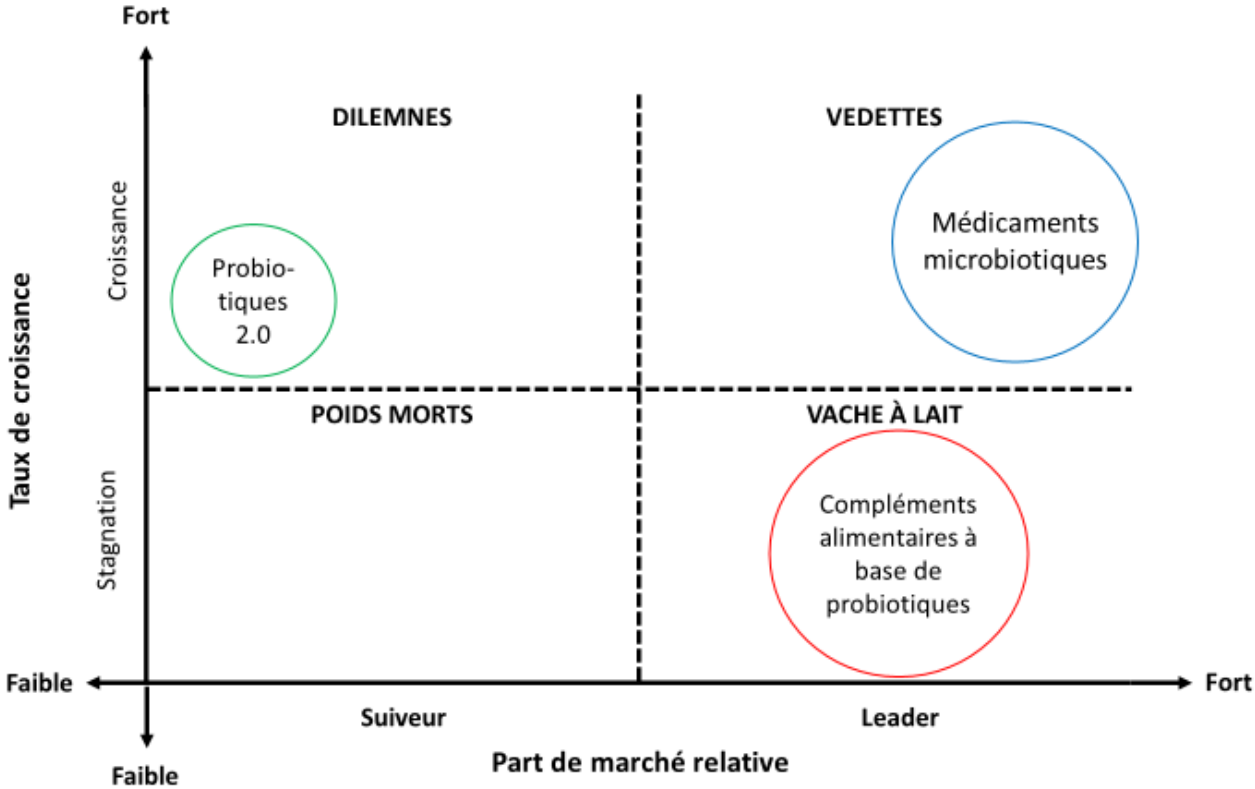 Fort
DILEMNES
VEDETTES
Croissance
Médicaments
microbiotiques
Probio-
tiques
2.0
Taux de croissance
POIDS MORTS
VACHE À LAIT
Stagnation
Compléments
alimentaires à
base de
probiotiques
Faible
Fort
Suiveur
Leader
Part de marché relative
Faible